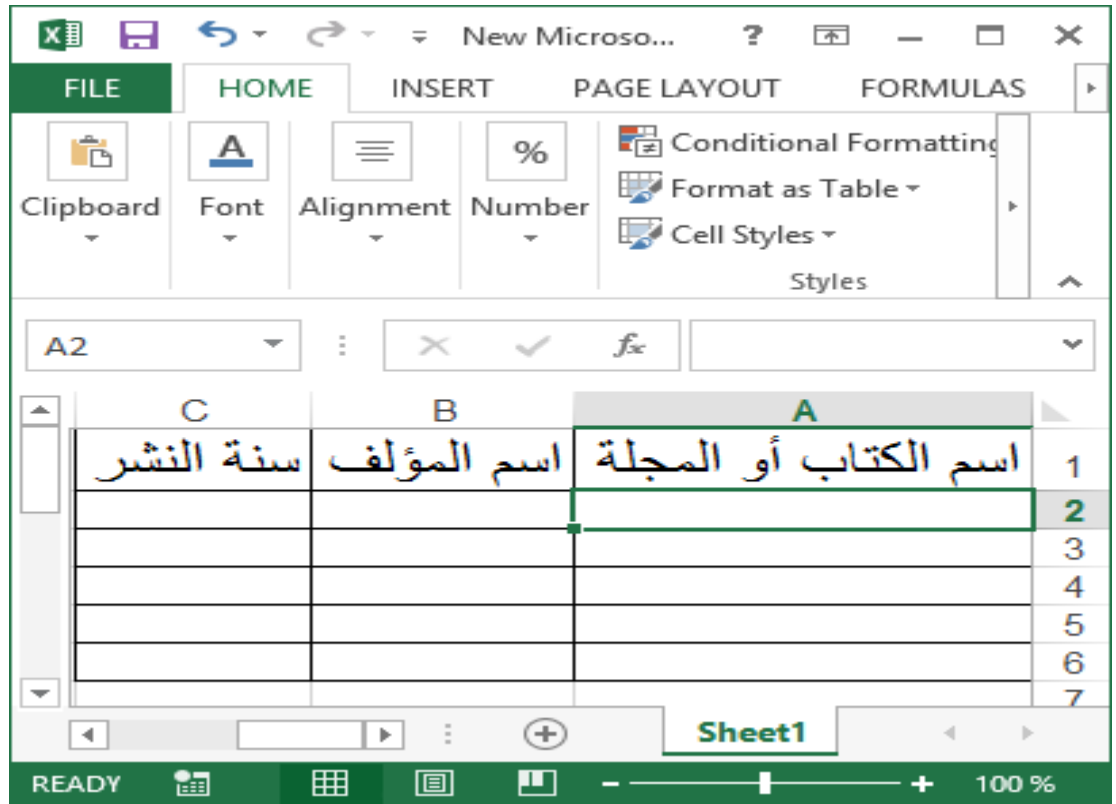 New Microso... ?
FILE HOME INSERT PAGE LAYOUT FORMULAS
Clipboard Font Alignment % Number
Conditional Formatting
Format as Table
Cell Styles
Styles
A2 fx
A B C
1 اسم الكتاب أو المجلة اسم المؤلف سنة النشر
2
3
4
5
6
7
Sheet1
READY 100 %